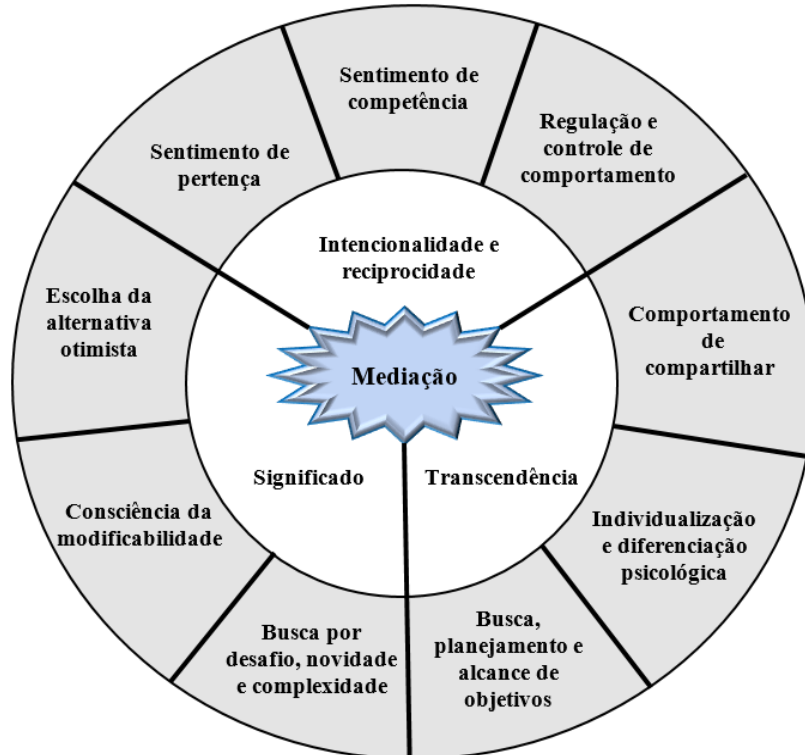 Sentimento de
competência
Regulação e
controle de
comportamento
Sentimento de
pertença
Intencionalidade e
reciprocidade
Escolha da
alternativa
otimista
Comportamento
de
compartilhar
Mediação
Significado
Transcendência
Consciência da
modificabilidade
Individualização
e diferenciação
psicológica
Busca por
desafio, novidade
e complexidade
Busca,
planejamento e
alcance de
objetivos